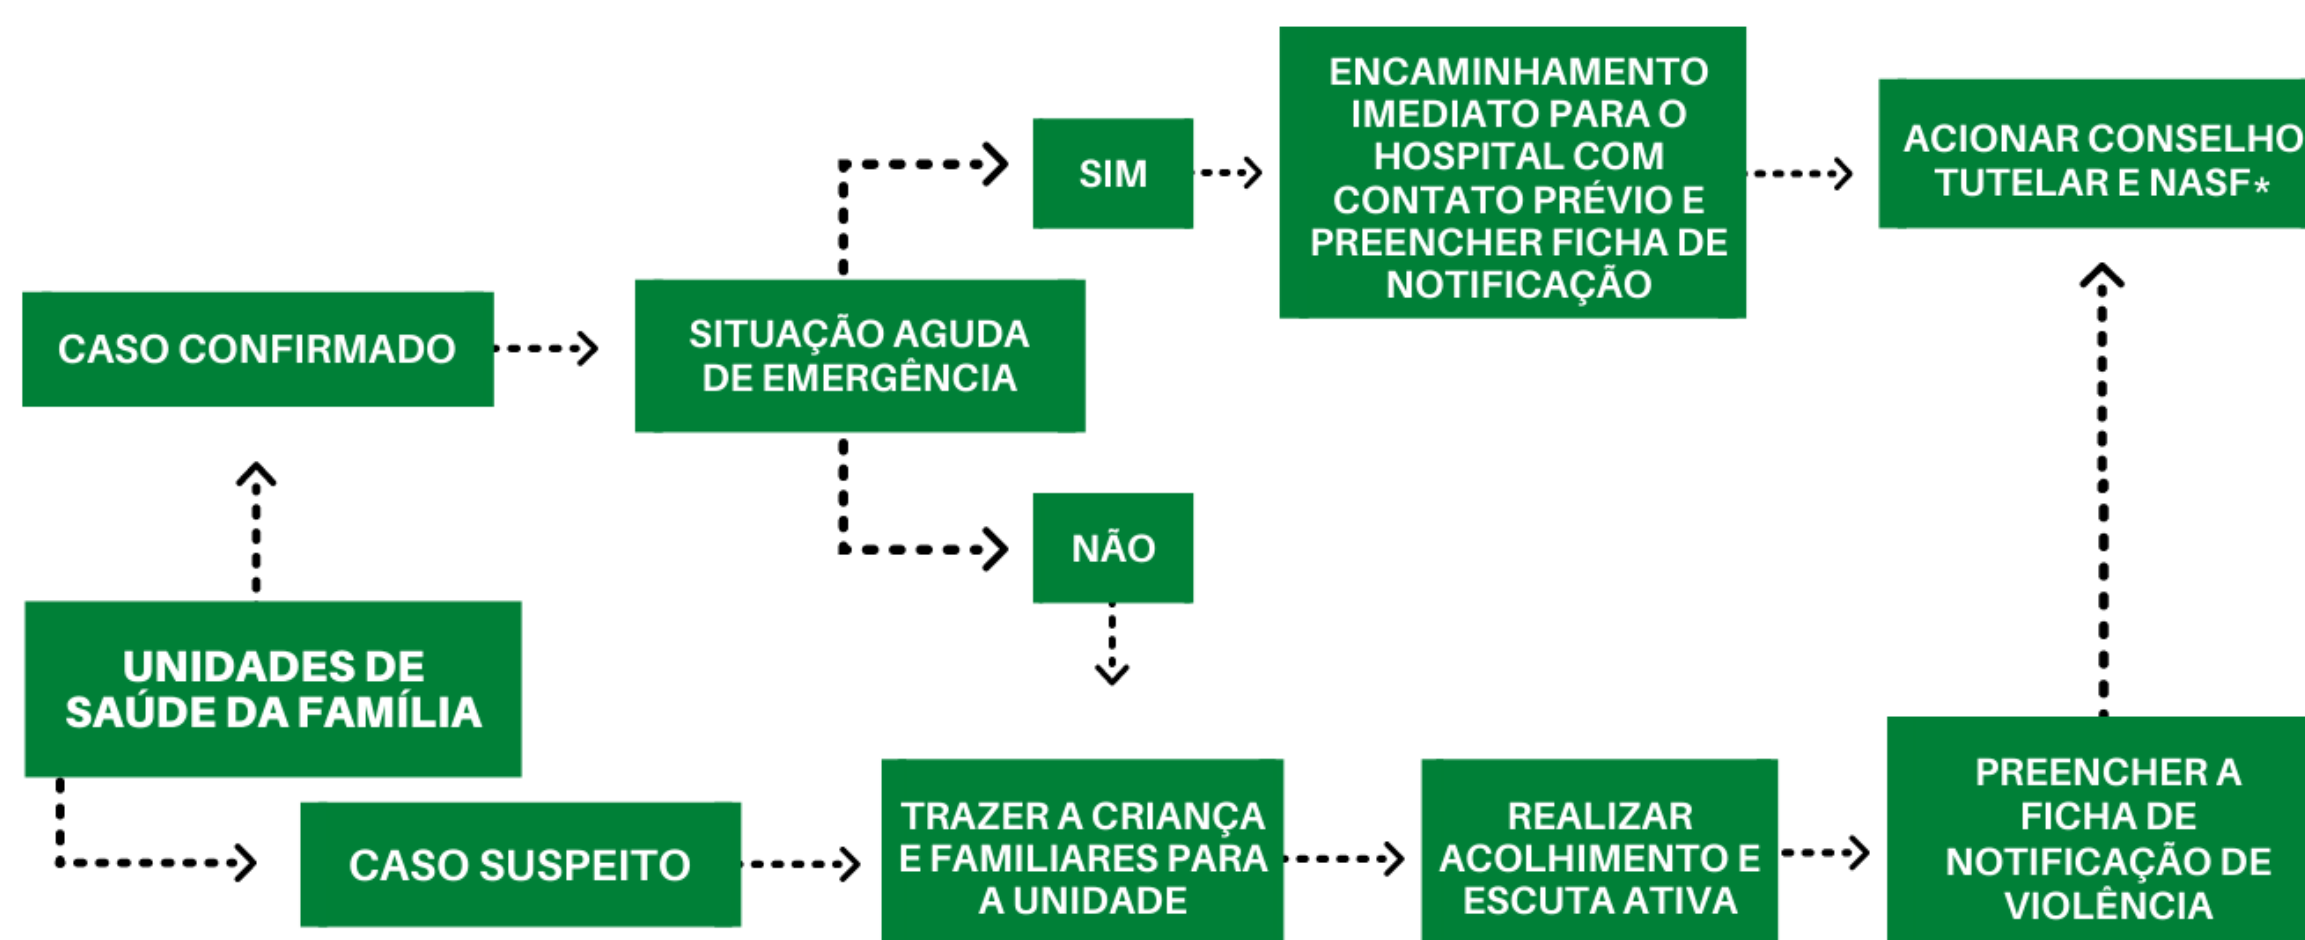 ENCAMINHAMENTO
IMEDIATO PARA O
HOSPITAL COM
CONTATO PRÉVIO E
PREENCHER FICHA DE
NOTIFICAÇÃO
ACIONAR CONSELHO
TUTELAR E NASF*
SIM
CASO CONFIRMADO
SITUAÇÃO AGUDA
DE EMERGÊNCIA
NÃO
UNIDADES DE
SAÚDE DA FAMÍLIA
CASO SUSPEITO
TRAZER A CRIANÇA
E FAMILIARES PARA
A UNIDADE
REALIZAR
ACOLHIMENTO E
ESCUTA ATIVA
PREENCHER A
FICHA DE
NOTIFICAÇÃO DE
VIOLÊNCIA